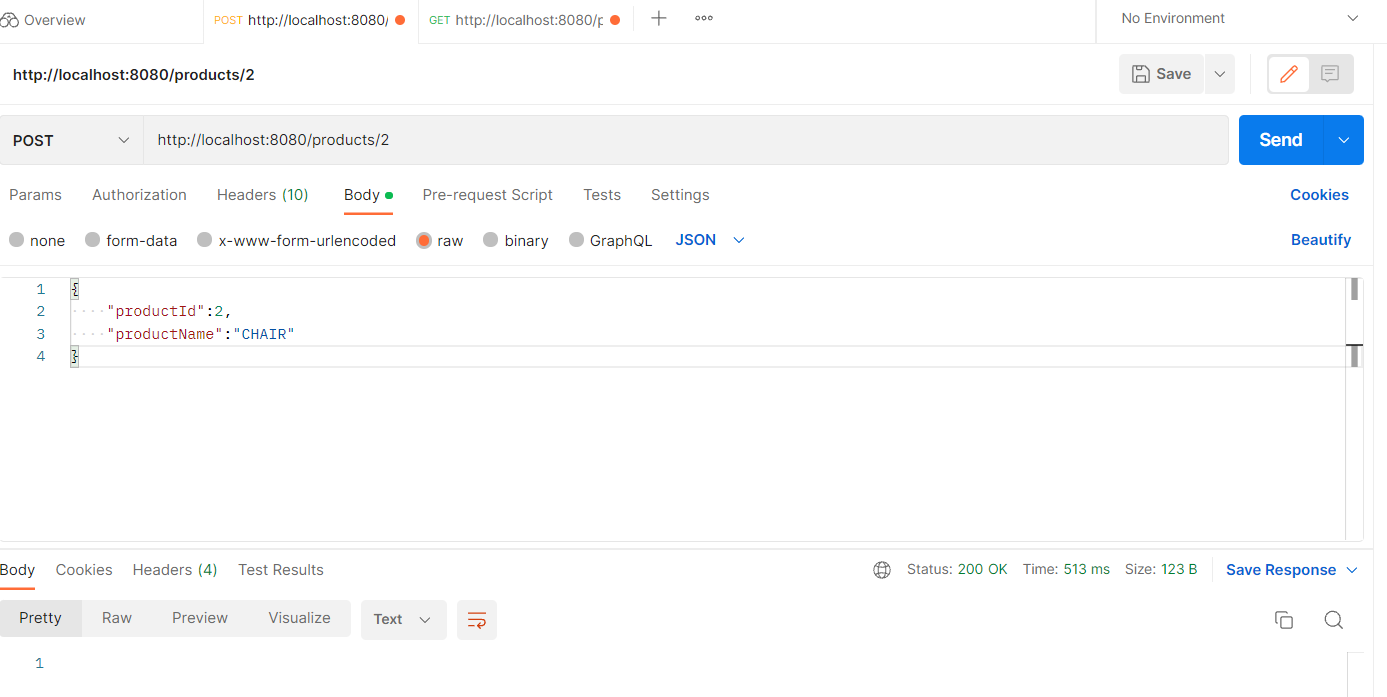 Overview
POST http://localhost:8080/
GET http://localhost:8080/p
No Environment
http://localhost:8080/products/2
Save
POST
http://localhost:8080/products/2
Send
Params Authorization Headers (10) Body Pre-request Script Tests Settings Cookies
none form-data x-www-form-urlencoded raw binary GraphQL JSON Beautify
1 {
2 "productId":2,
3 "productName":"CHAIR"
4 }
Body Cookies Headers (4) Test Results Status: 200 OK Time: 513 ms Size: 123 B Save Response
Pretty Raw Preview Visualize Text
1